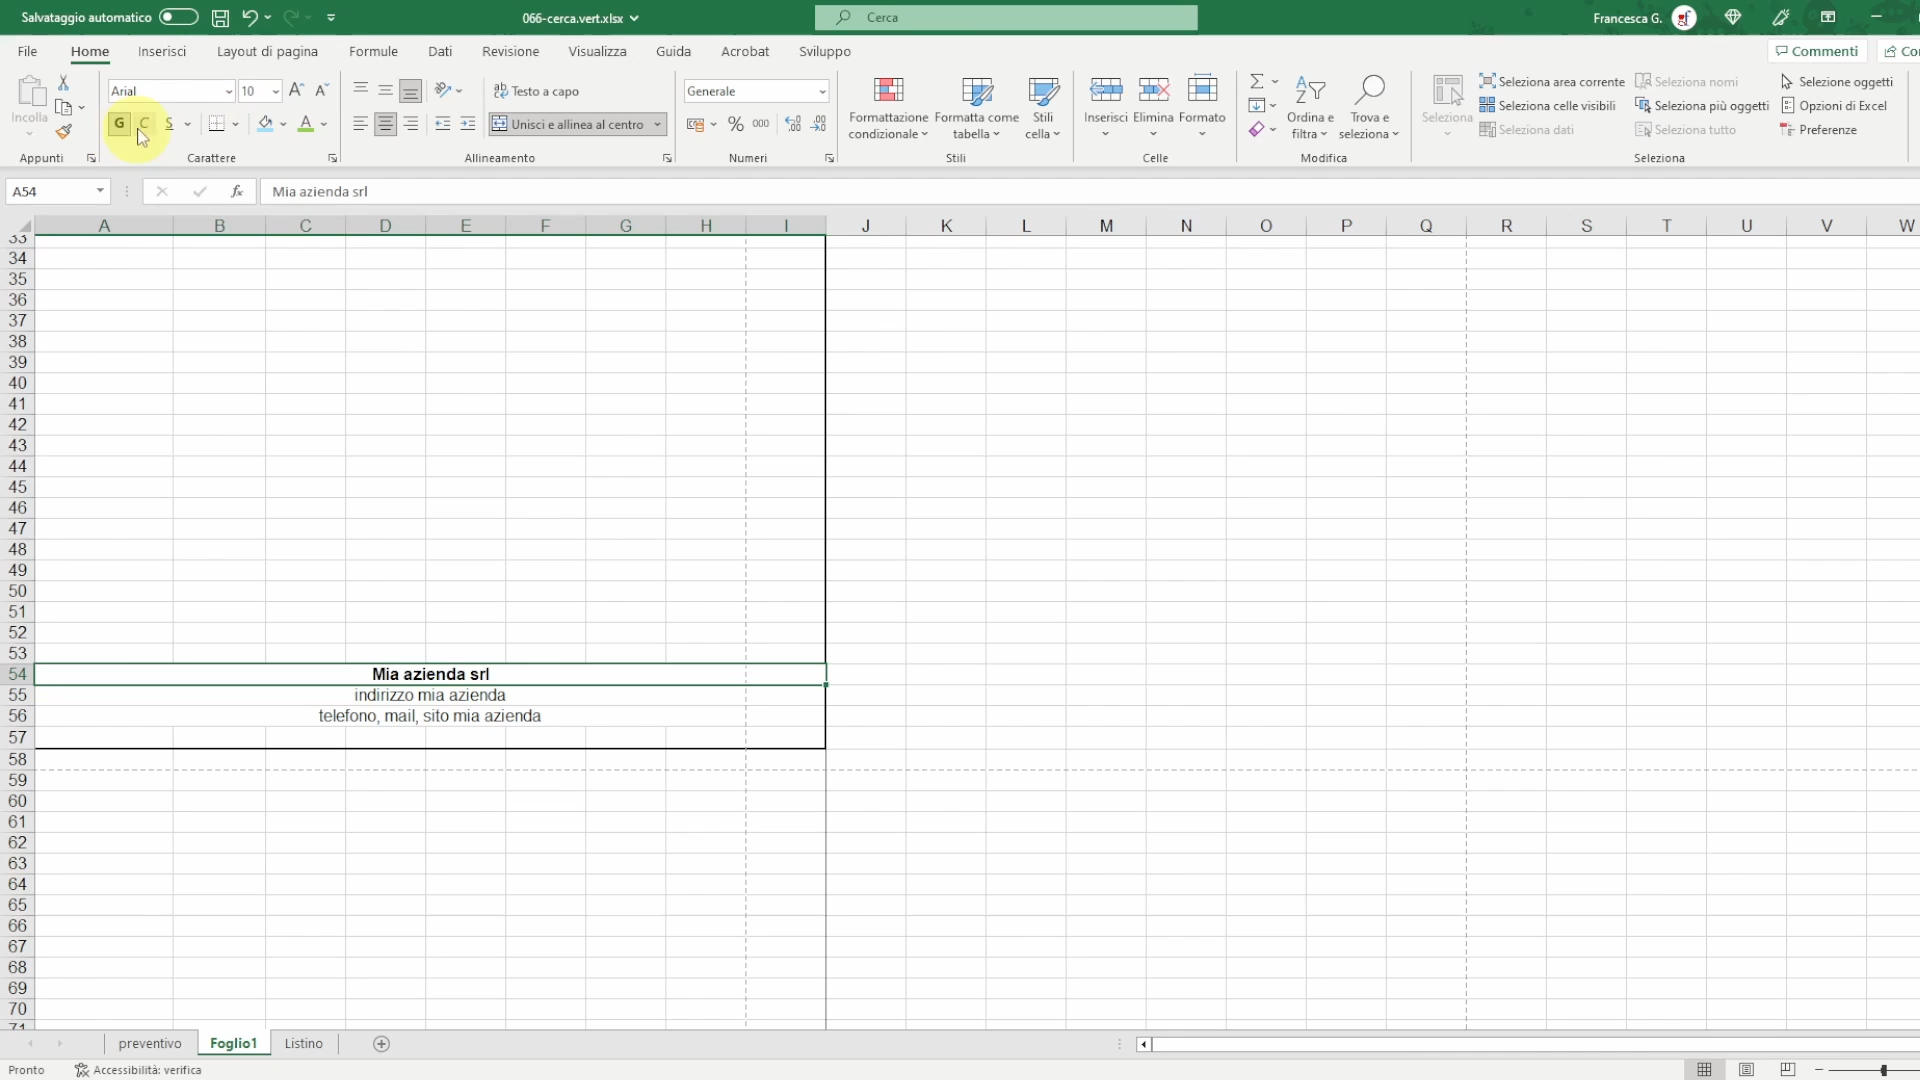 Salvataggio automatico
066-cerca.vert.xlsx
Cerca
Francesca G.
File Home Inserisci Layout di pagina Formule Dati Revisione Visualizza Guida Acrobat Sviluppo
Commenti
Incolla
Arial 10
G C S
Testo a capo
Unisci e allinea al centro
Generale
% 000
Formattazione condizionale
Formatta come tabella
Stili cella
Inserisci Elimina Formato
Ordina e filtra
Trova e seleziona
Seleziona
Seleziona area corrente
Seleziona celle visibili
Seleziona dati
Seleziona nomi
Seleziona più oggetti
Seleziona tutto
Selezione oggetti
Opzioni di Excel
Preferenze
Appunti Carattere Allineamento Numeri Stili Celle Modifica Seleziona
A54 fx Mia azienda srl
A B C D E F G H I J K L M N O P Q R S T U V W
33
34
35
36
37
38
39
40
41
42
43
44
45
46
47
48
49
50
51
52
53
54 Mia azienda srl
55 indirizzo mia azienda
56 telefono, mail, sito mia azienda
57
58
59
60
61
62
63
64
65
66
67
68
69
70
71
preventivo Foglio1 Listino
Pronto Accessibilità: verifica